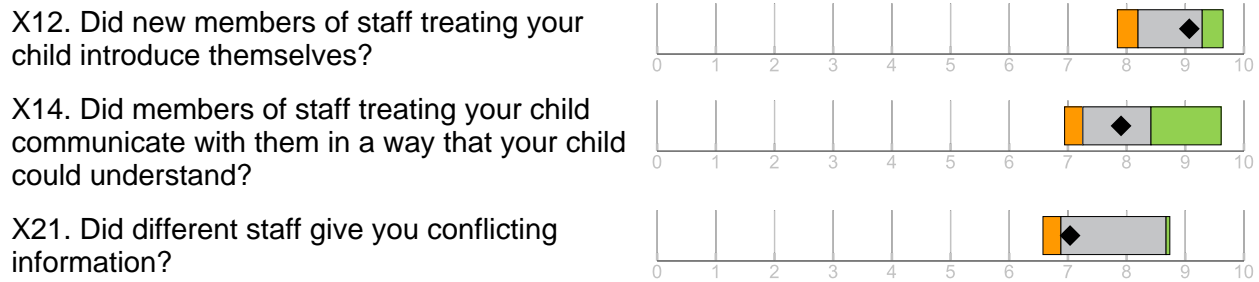 X12. Did new members of staff treating your
child introduce themselves?
0 1 2 3 4 5 6 7 8 9 10
X14. Did members of staff treating your child
communicate with them in a way that your child
could understand?
0 1 2 3 4 5 6 7 8 9 10
X21. Did different staff give you conflicting
information?
0 1 2 3 4 5 6 7 8 9 10